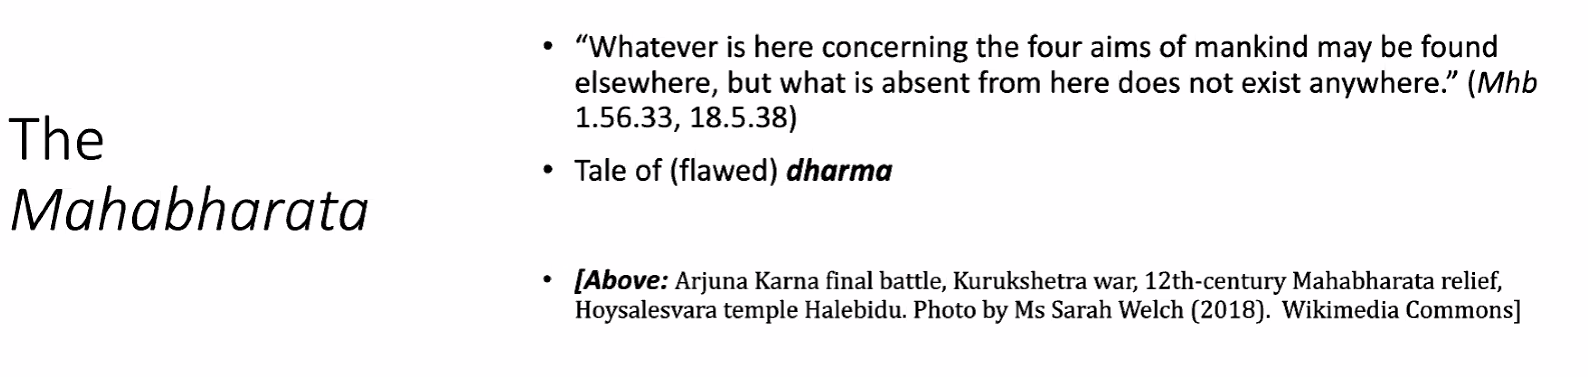 The
Mahabharata
• “Whatever is here concerning the four aims of mankind may be found
elsewhere, but what is absent from here does not exist anywhere.” (Mhb
1.56.33, 18.5.38)
• Tale of (flawed) dharma
• [Above: Arjuna Karna final battle, Kurukshetra war, 12th-century Mahabharata relief,
Hoysalesvara temple Halebidu. Photo by Ms Sarah Welch (2018).  Wikimedia Commons]